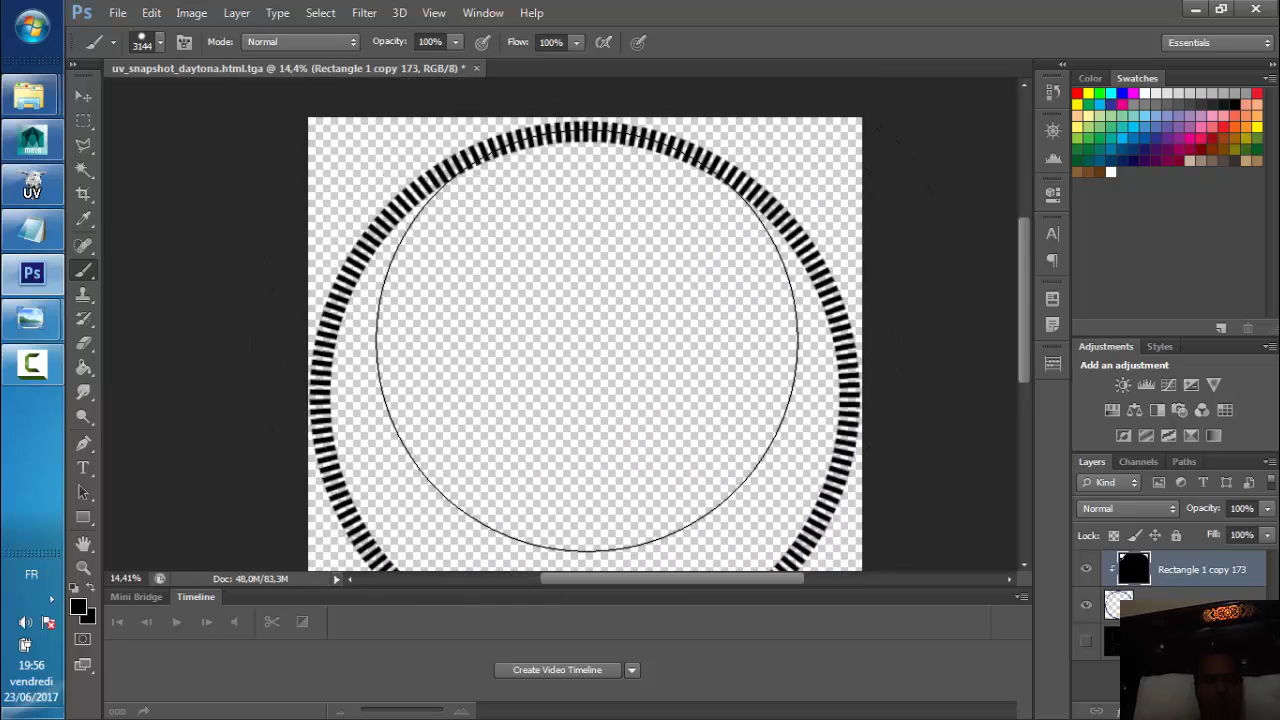 Ps File Edit Image Layer Type Select Filter 3D View Window Help
3144 Mode: Normal Opacity: 100% Flow: 100% Essentials
uv_snapshot_daytona.html.tga @ 14,4% (Rectangle 1 copy 173, RGB/8) * ×
Color Swatches
UV
Ps
Adjustments Styles
Add an adjustment
Layers Channels Paths
Kind
Normal Opacity: 100%
Lock: Fill: 100%
Rectangle 1 copy 173
14,41% Doc: 48,0M/83,3M
Mini Bridge Timeline
Create Video Timeline
FR
19:56
vendredi
23/06/2017